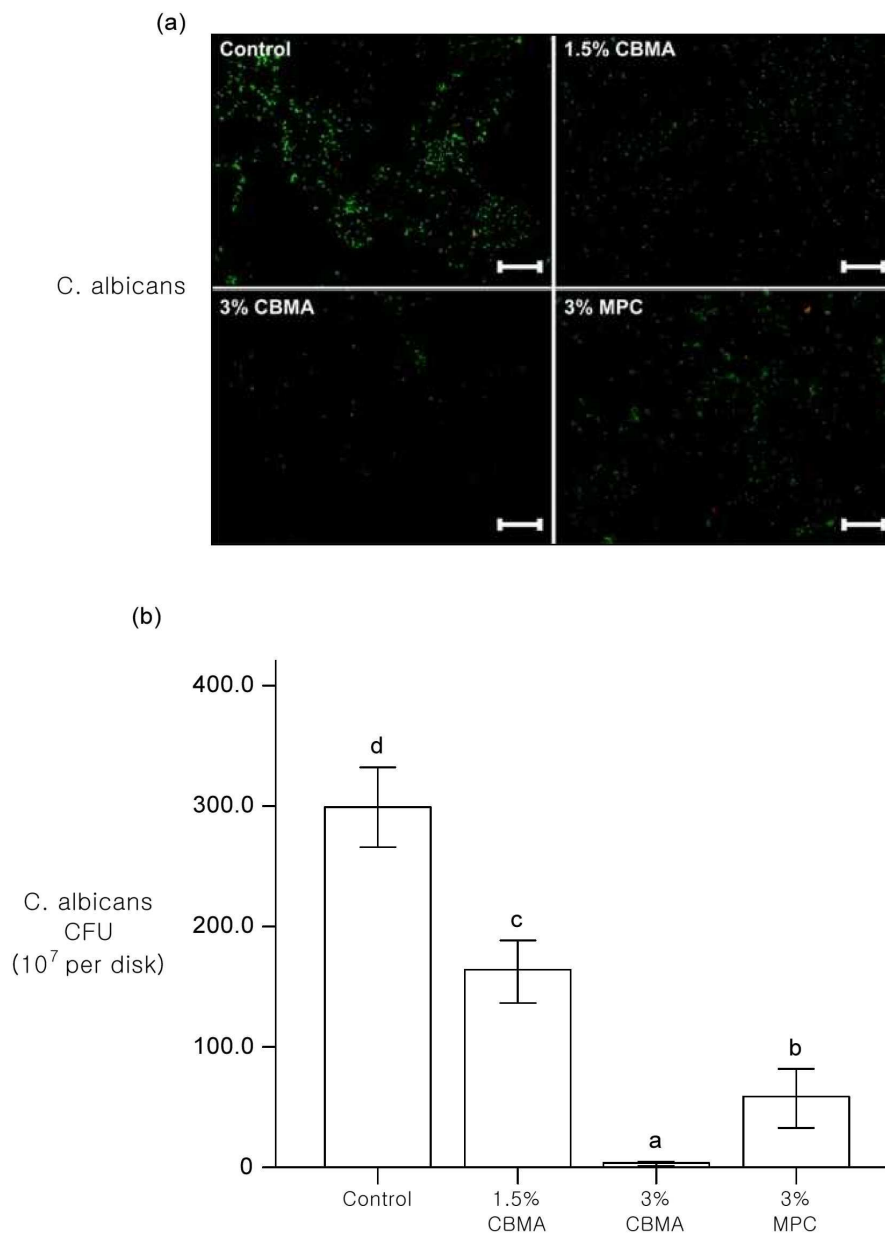 (a)
Control
1.5% CBMA
C. albicans
3% CBMA
3% MPC
(b)
400.0
300.0
200.0
100.0
0
C. albicans
CFU
(10⁷ per disk)
d
c
a
b
Control
1.5%
CBMA
3%
CBMA
3%
MPC